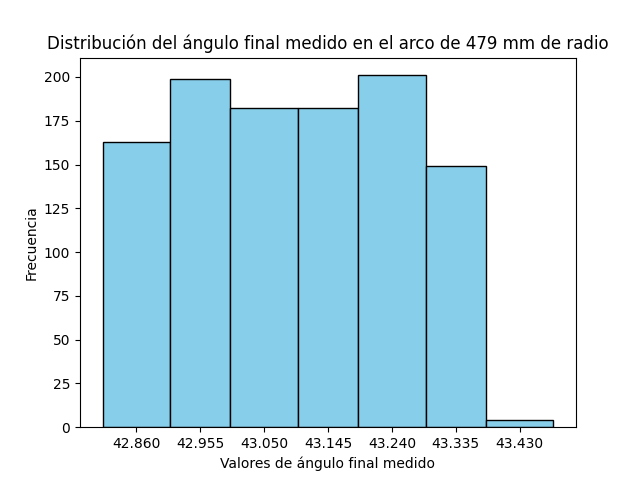 Distribución del ángulo final medido en el arco de 479 mm de radio
200
175
150
125
100
75
50
25
0
Frecuencia
42.860 42.955 43.050 43.145 43.240 43.335 43.430
Valores de ángulo final medido